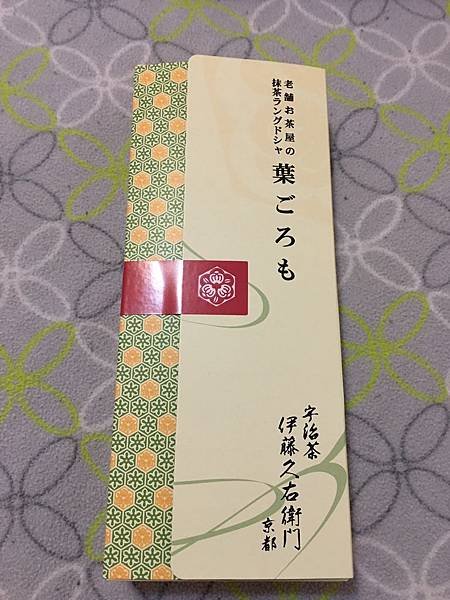 老舗お茶屋の
抹茶ラングドシャ
葉ごろも
宇治茶
伊藤久右衛門
京都